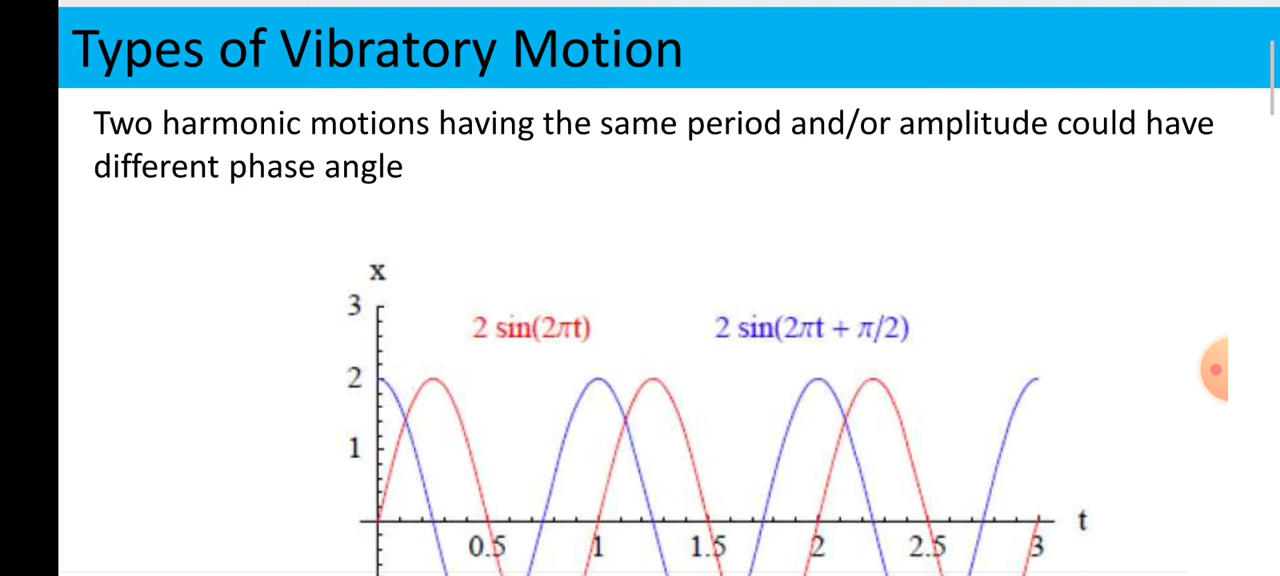 Types of Vibratory Motion
Two harmonic motions having the same period and/or amplitude could have
different phase angle
x
3
2 sin(2πt)
2 sin(2πt + π/2)
2
1
t
0.5
1
1.5
2
2.5
3